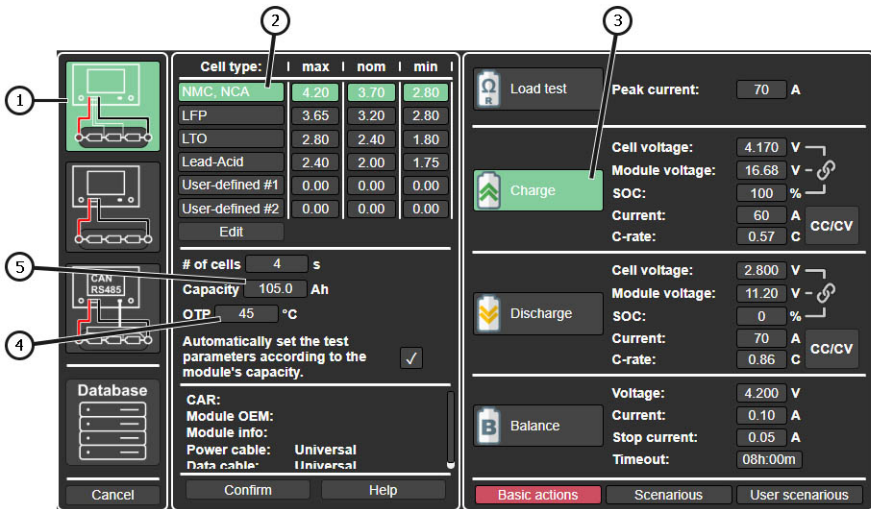 1
2
3
4
5
CAN
RS485
Database
Cancel
Cell type: | max | nom | min |
NMC, NCA 4.20 3.70 2.80
LFP 3.65 3.20 2.80
LTO 2.80 2.40 1.80
Lead-Acid 2.40 2.00 1.75
User-defined #1 0.00 0.00 0.00
User-defined #2 0.00 0.00 0.00
Edit
# of cells 4 s
Capacity 105.0 Ah
OTP 45 °C
Automatically set the test
parameters according to the
module's capacity.
CAR:
Module OEM:
Module info:
Power cable: Universal
Data cable: Universal
Confirm Help
Ω
R
Load test Peak current: 70 A
Charge
Cell voltage: 4.170 V
Module voltage: 16.68 V
SOC: 100 %
Current: 60 A
C-rate: 0.57 C
CC/CV
Discharge
Cell voltage: 2.800 V
Module voltage: 11.20 V
SOC: 0 %
Current: 70 A
C-rate: 0.86 C
CC/CV
B
Balance
Voltage: 4.200 V
Current: 0.10 A
Stop current: 0.05 A
Timeout: 08h:00m
Basic actions Scenarious User scenarious